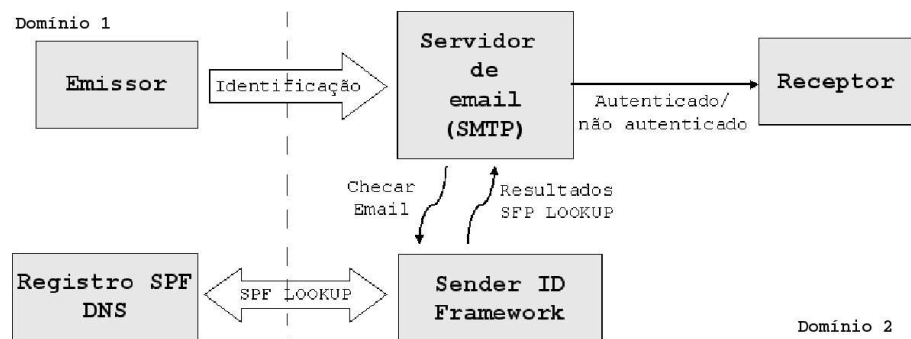 Domínio 1
Emissor
Identificação
Servidor
de
email
(SMTP)
Autenticado/
não autenticado
Receptor
Checar
Email
Resultados
SFP LOOKUP
Registro SPF
DNS
SPF LOOKUP
Sender ID
Framework
Domínio 2